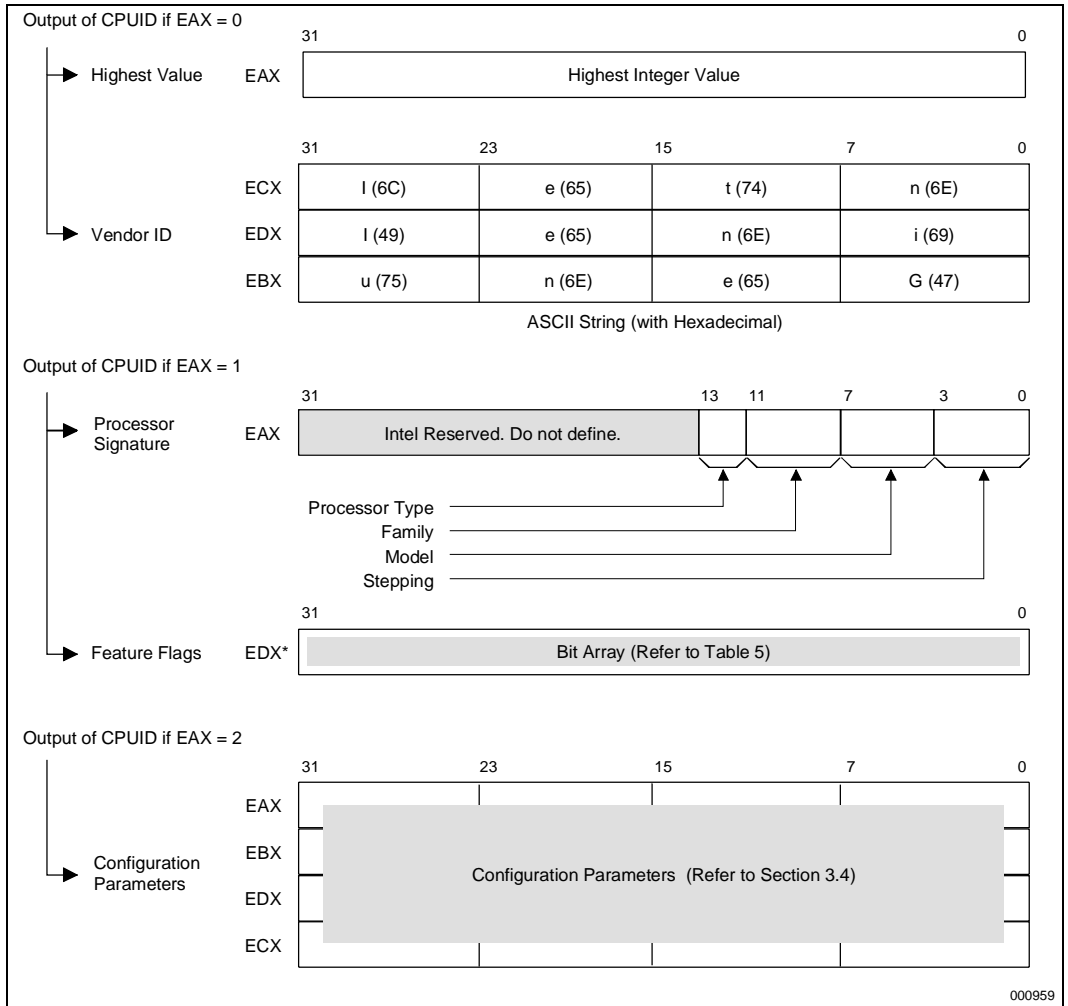 Output of CPUID if EAX = 0
31 0
Highest Value EAX Highest Integer Value
31 23 15 7 0
ECX l (6C) e (65) t (74) n (6E)
Vendor ID EDX I (49) e (65) n (6E) i (69)
EBX u (75) n (6E) e (65) G (47)
ASCII String (with Hexadecimal)
Output of CPUID if EAX = 1
31 13 11 7 3 0
Processor
Signature EAX Intel Reserved. Do not define.
Processor Type
Family
Model
Stepping
31 0
Feature Flags EDX* Bit Array (Refer to Table 5)
Output of CPUID if EAX = 2
31 23 15 7 0
EAX
EBX
Configuration
Parameters Configuration Parameters (Refer to Section 3.4)
EDX
ECX
000959